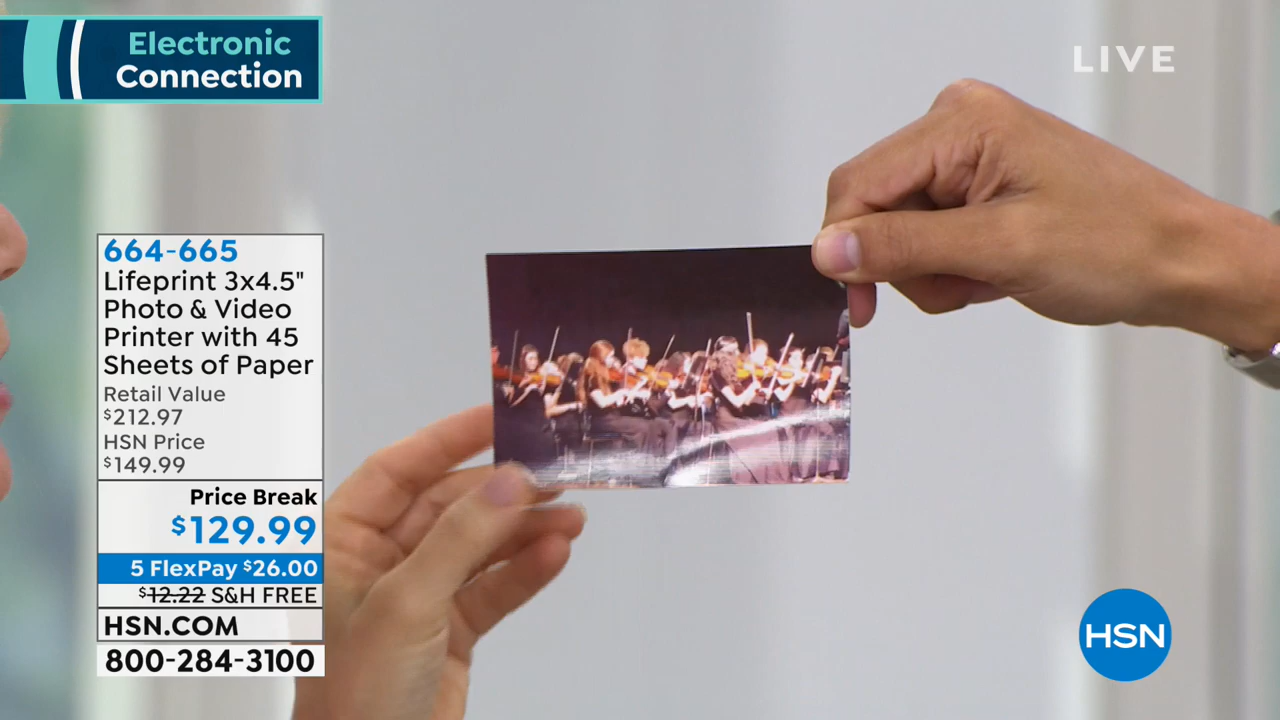 Electronic
Connection
LIVE
664-665
Lifeprint 3x4.5"
Photo & Video
Printer with 45
Sheets of Paper
Retail Value
$212.97
HSN Price
$149.99
Price Break
$129.99
5 FlexPay $26.00
$12.22 S&H FREE
HSN.COM
800-284-3100
HSN